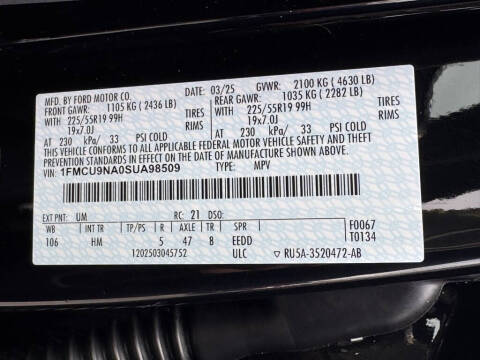 MFD. BY FORD MOTOR CO. DATE: 03/25 GVWR: 2100 KG ( 4630 LB)
FRONT GAWR: 1105 KG ( 2436 LB) REAR GAWR: 1035 KG ( 2282 LB)
WITH 225/55R19 99H TIRES WITH 225/55R19 99H TIRES
19x7.0J RIMS 19x7.0J RIMS
AT 230 kPa/ 33 PSI COLD AT 230 kPa/ 33 PSI COLD
THIS VEHICLE CONFORMS TO ALL APPLICABLE FEDERAL MOTOR VEHICLE SAFETY AND BUMPER
STANDARDS AND THEFT PREVENTION STANDARDS IN EFFECT ON THE DATE OF MANUFACTURE SHOWN ABOVE.
VIN: 1FMCU9NA0SUA98509 TYPE: MPV
EXT PNT: UM RC: 21 DSO:
WB TP/PS R AX TR SPR F0067
106 HM 5 47 8 EEDD T0134
1202503045752 ULC ▽ RU5A-3520472-AB